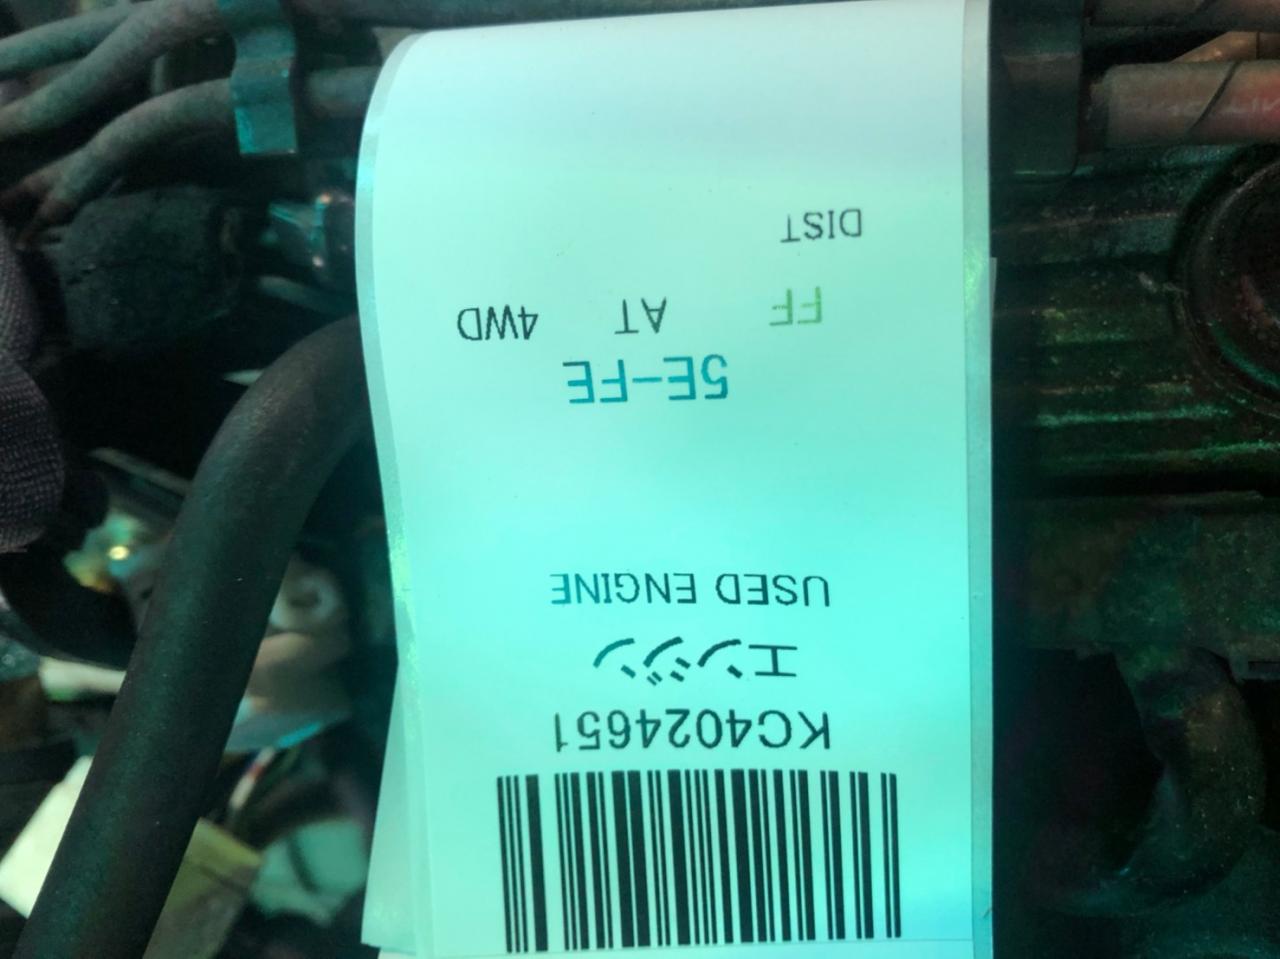 KC4024651
エンジン
USED ENGINE
5E-FE
FF AT 4WD
DIST